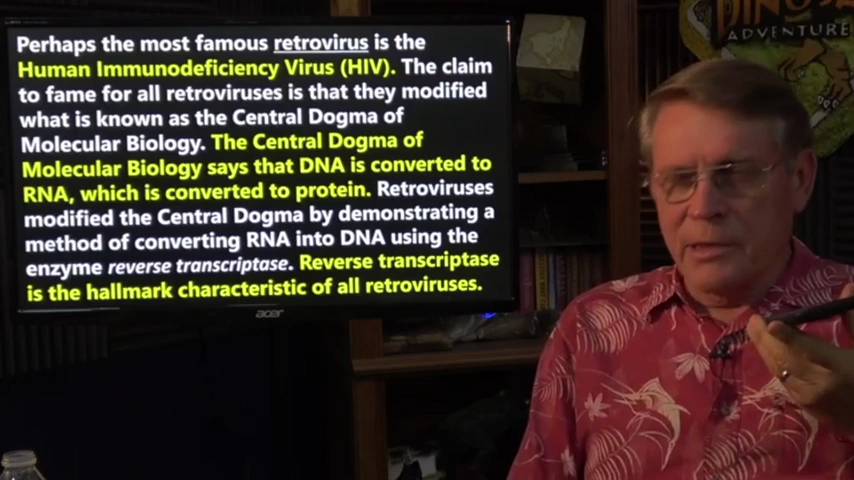 Perhaps the most famous retrovirus is the
Human Immunodeficiency Virus (HIV). The claim
to fame for all retroviruses is that they modified
what is known as the Central Dogma of
Molecular Biology. The Central Dogma of
Molecular Biology says that DNA is converted to
RNA, which is converted to protein. Retroviruses
modified the Central Dogma by demonstrating a
method of converting RNA into DNA using the
enzyme reverse transcriptase. Reverse transcriptase
is the hallmark characteristic of all retroviruses.
acer
ADVENTURE